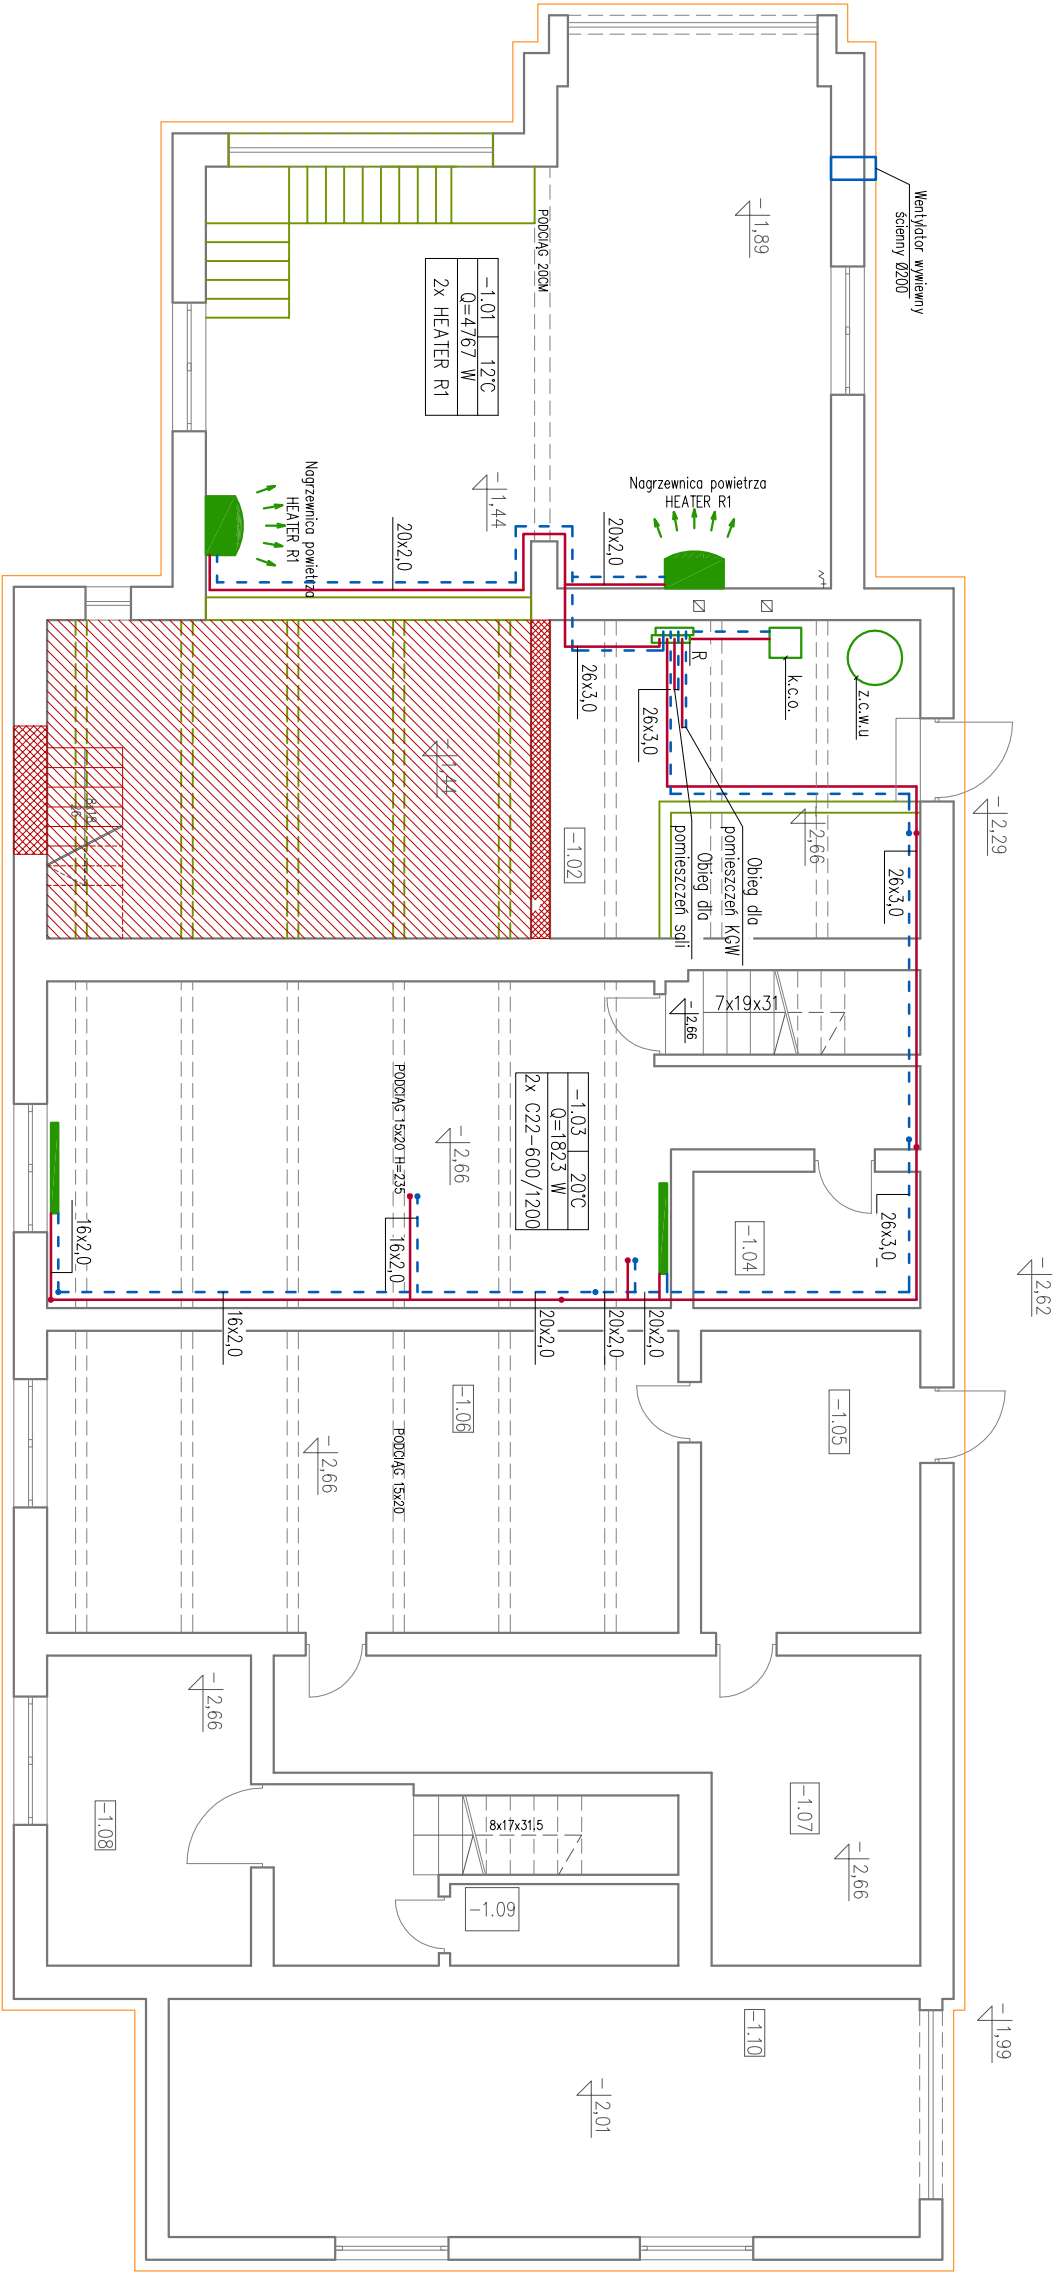 Wentylator wywiewny
ścienny Ø200
-1,89
PODCIĄG 20CM
-1.01 12°C
Q=4767 W
2x HEATER R1
-1,44
Nagrzewnica powietrza
HEATER R1
Nagrzewnica powietrza
HEATER R1
20x2,0
20x2,0
26x3,0
26x3,0
R
k.c.o.
z.c.w.u
-2,29
-1,44
8x18
26
-1.02
-2,66
26x3,0
Obieg dla
pomieszczeń KGW
Obieg dla
pomieszczeń sali
7x19x31
-2,66
PODCIĄG 15x20 H=235
-2,66
-1.03 20°C
Q=1823 W
2x C22-600/1200
-1.04
26x3,0
-2,62
16x2,0
16x2,0
16x2,0
20x2,0
20x2,0
20x2,0
-1.05
-1.06
PODCIĄG 15x20
-2,66
-2,66
-1.07
-2,66
-1.08
8x17x31,5
-1.09
-1,99
-1.10
-2,01